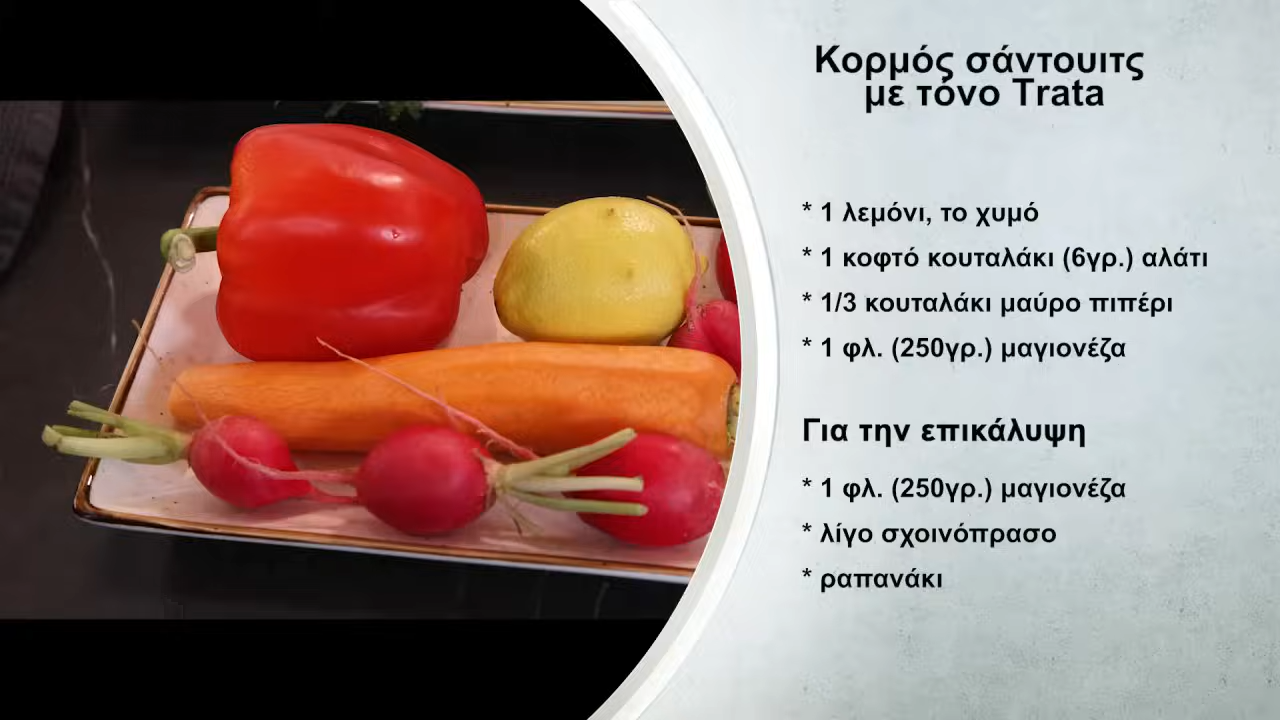 Κορμός σάντουιτς
με τόνο Trata
* 1 λεμόνι, το χυμό
* 1 κοφτό κουταλάκι (6γρ.) αλάτι
* 1/3 κουταλάκι μαύρο πιπέρι
* 1 φλ. (250γρ.) μαγιονέζα
Για την επικάλυψη
* 1 φλ. (250γρ.) μαγιονέζα
* λίγο σχοινόπρασο
* ραπανάκι